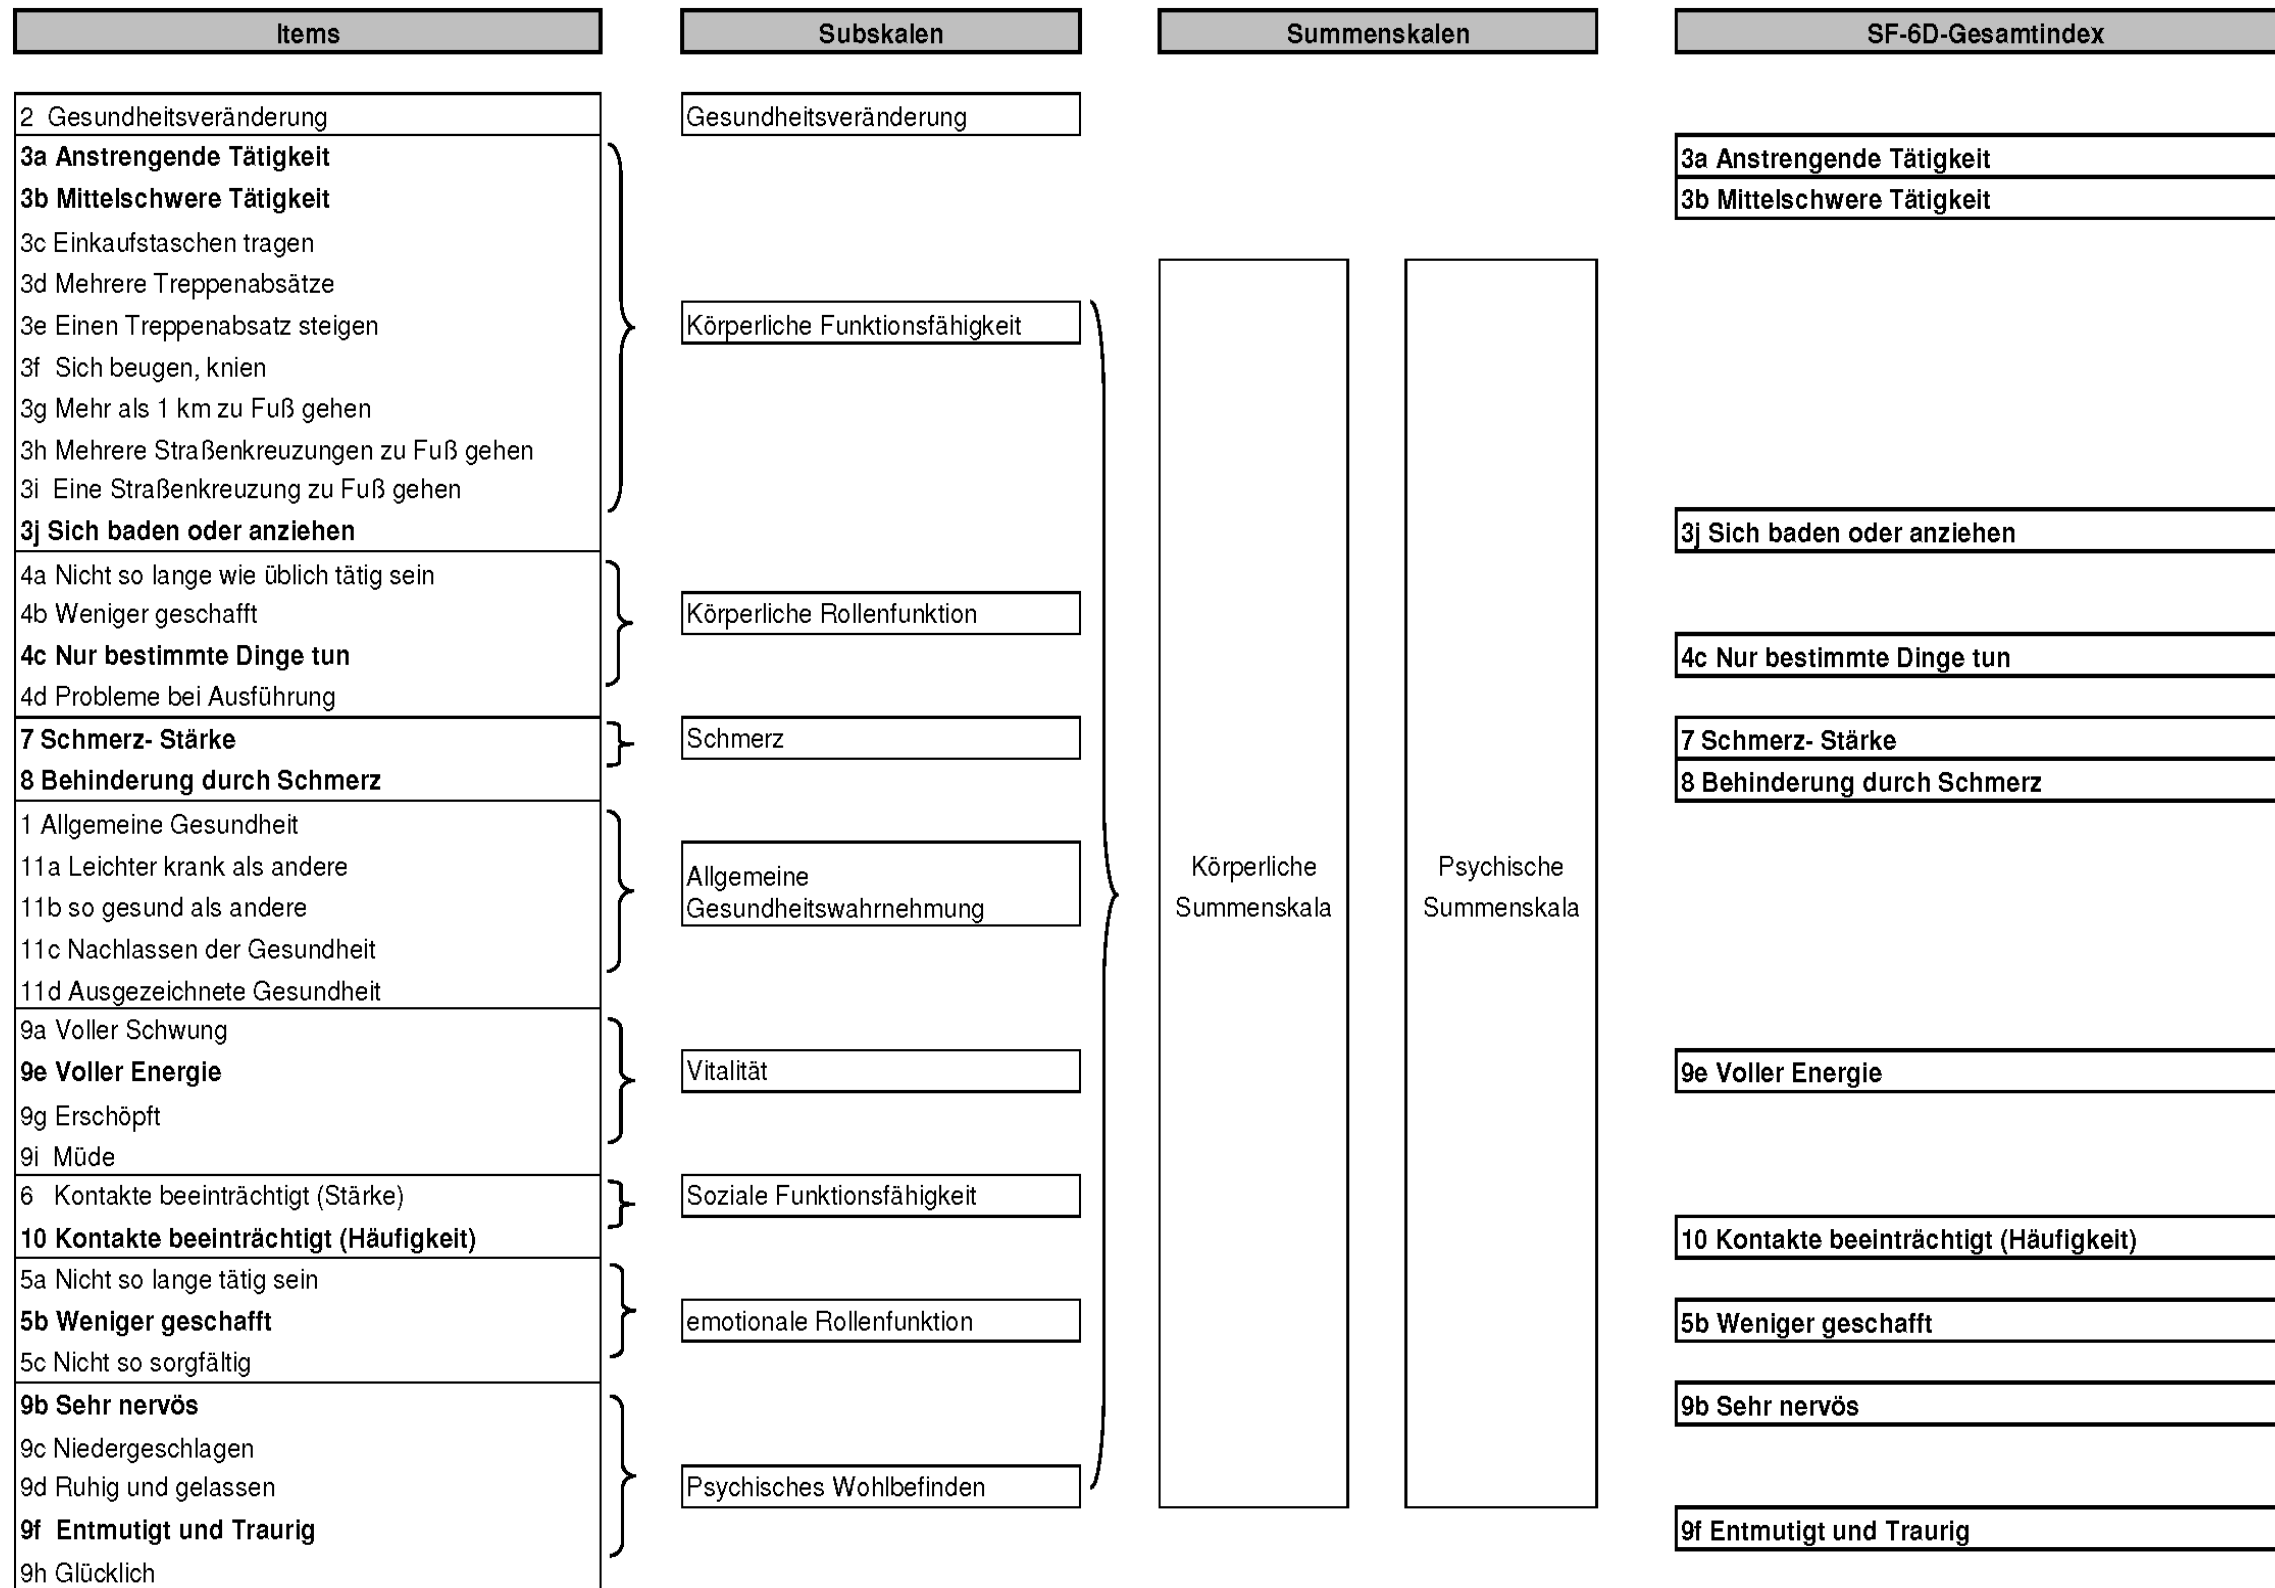 Items
Subskalen
Summenskalen
SF-6D-Gesamtindex
2 Gesundheitsveränderung
3a Anstrengende Tätigkeit
3b Mittelschwere Tätigkeit
3c Einkaufstaschen tragen
3d Mehrere Treppenabsätze
3e Einen Treppenabsatz steigen
3f Sich beugen, knien
3g Mehr als 1 km zu Fuß gehen
3h Mehrere Straßenkreuzungen zu Fuß gehen
3i Eine Straßenkreuzung zu Fuß gehen
3j Sich baden oder anziehen
4a Nicht so lange wie üblich tätig sein
4b Weniger geschafft
4c Nur bestimmte Dinge tun
4d Probleme bei Ausführung
7 Schmerz- Stärke
8 Behinderung durch Schmerz
1 Allgemeine Gesundheit
11a Leichter krank als andere
11b so gesund als andere
11c Nachlassen der Gesundheit
11d Ausgezeichnete Gesundheit
9a Voller Schwung
9e Voller Energie
9g Erschöpft
9i Müde
6 Kontakte beeinträchtigt (Stärke)
10 Kontakte beeinträchtigt (Häufigkeit)
5a Nicht so lange tätig sein
5b Weniger geschafft
5c Nicht so sorgfältig
9b Sehr nervös
9c Niedergeschlagen
9d Ruhig und gelassen
9f Entmutigt und Traurig
9h Glücklich
Gesundheitsveränderung
Körperliche Funktionsfähigkeit
Körperliche Rollenfunktion
Schmerz
Allgemeine
Gesundheitswahrnehmung
Vitalität
Soziale Funktionsfähigkeit
emotionale Rollenfunktion
Psychisches Wohlbefinden
Körperliche
Summenskala
Psychische
Summenskala
3a Anstrengende Tätigkeit
3b Mittelschwere Tätigkeit
3j Sich baden oder anziehen
4c Nur bestimmte Dinge tun
7 Schmerz- Stärke
8 Behinderung durch Schmerz
9e Voller Energie
10 Kontakte beeinträchtigt (Häufigkeit)
5b Weniger geschafft
9b Sehr nervös
9f Entmutigt und Traurig